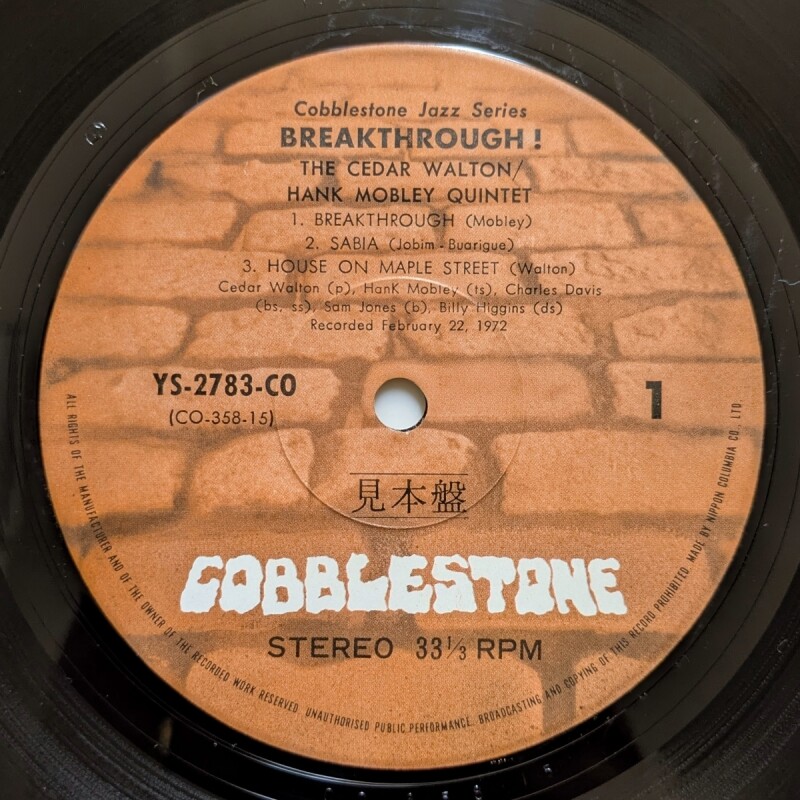 Cobblestone Jazz Series
BREAKTHROUGH!
THE CEDAR WALTON/
HANK MOBLEY QUINTET
1. BREAKTHROUGH (Mobley)
2. SABIA (Jobim - Buarigue)
3. HOUSE ON MAPLE STREET (Walton)
Cedar Walton (p), Hank Mobley (ts), Charles Davis
(bs, ss), Sam Jones (b), Billy Higgins (ds)
Recorded February 22, 1972
YS-2783-CO
(CO-358-15)
1
見本盤
COBBLESTONE
STEREO 33⅓ RPM
ALL RIGHTS OF THE MANUFACTURER AND OF THE OWNER OF THE RECORDED WORK RESERVED. UNAUTHORISED PUBLIC PERFORMANCE, BROADCASTING AND COPYING OF THIS RECORD PROHIBITED. MADE BY NIPPON COLUMBIA CO., LTD.